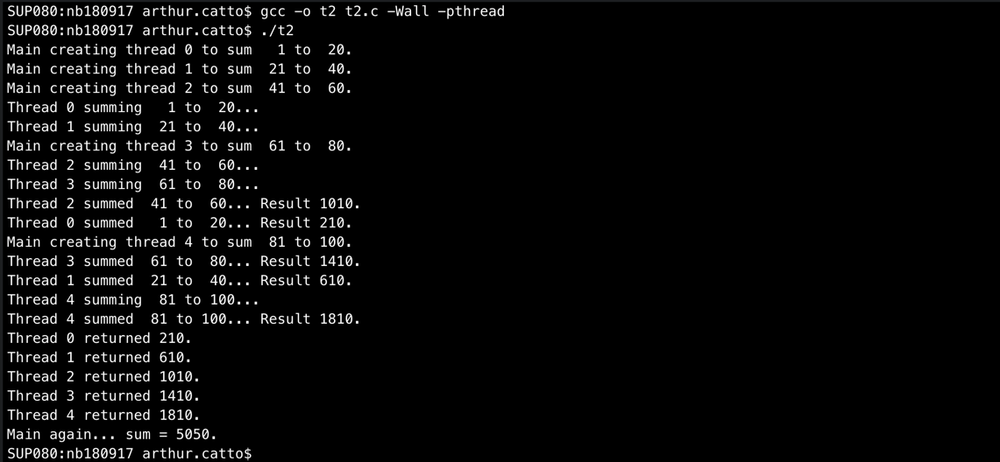 SUP080:nb180917 arthur.catto$ gcc -o t2 t2.c -Wall -pthread
SUP080:nb180917 arthur.catto$ ./t2
Main creating thread 0 to sum   1 to  20.
Main creating thread 1 to sum  21 to  40.
Main creating thread 2 to sum  41 to  60.
Thread 0 summing   1 to  20...
Thread 1 summing  21 to  40...
Main creating thread 3 to sum  61 to  80.
Thread 2 summing  41 to  60...
Thread 3 summing  61 to  80...
Thread 2 summed  41 to  60... Result 1010.
Thread 0 summed   1 to  20... Result 210.
Main creating thread 4 to sum  81 to 100.
Thread 3 summed  61 to  80... Result 1410.
Thread 1 summed  21 to  40... Result 610.
Thread 4 summing  81 to 100...
Thread 4 summed  81 to 100... Result 1810.
Thread 0 returned 210.
Thread 1 returned 610.
Thread 2 returned 1010.
Thread 3 returned 1410.
Thread 4 returned 1810.
Main again... sum = 5050.
SUP080:nb180917 arthur.catto$